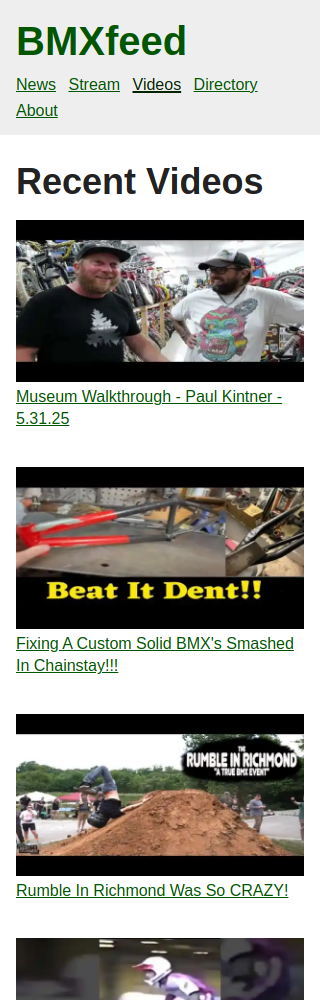 BMXfeed
News Stream Videos Directory
About
Recent Videos
Museum Walkthrough - Paul Kintner -
5.31.25
Beat It Dent!!
Fixing A Custom Solid BMX's Smashed
In Chainstay!!!
THE
RUMBLE IN RICHMOND
"A TRUE BMX EVENT"
Rumble In Richmond Was So CRAZY!